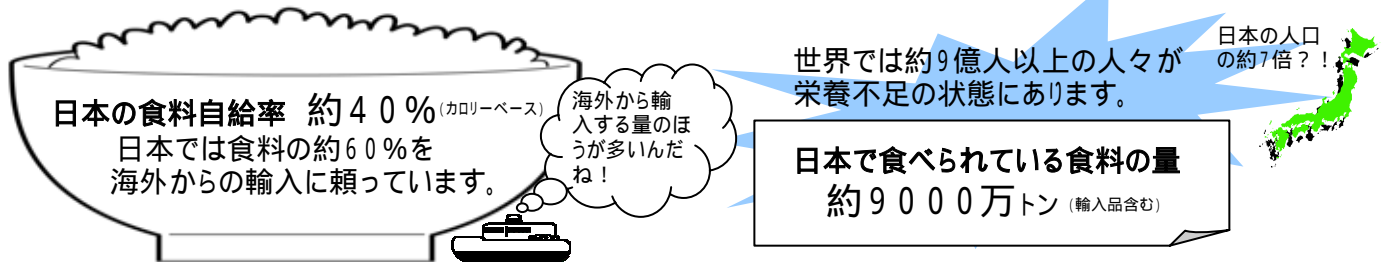 日本の食料自給率 約40%(カロリーベース)
日本では食料の約60%を
海外からの輸入に頼っています。
海外から輸
入する量のほ
うが多いんだ
ね！
世界では約9億人以上の人々が
栄養不足の状態にあります。
日本の人口
の約7倍？！
日本で食べられている食料の量
約9000万トン (輸入品含む)